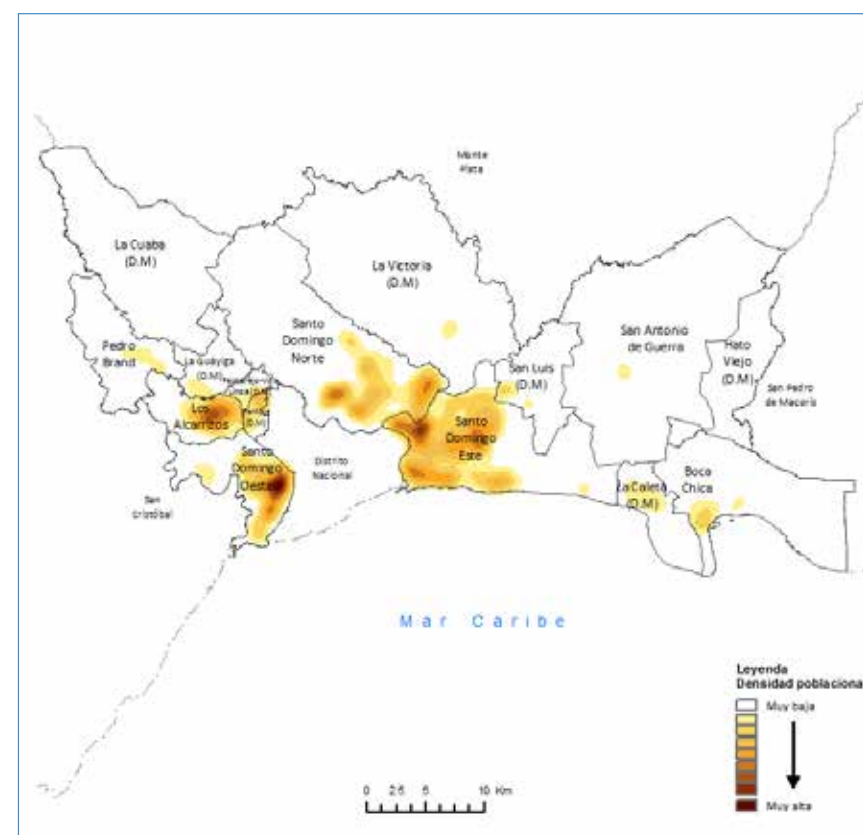 Monte
Plata
La Cuaba
(D.M)
La Victoria
(D.M)
Santo
Domingo
Norte
San Antonio
de Guerra
Pedro
Brand
La Guayiga
(D.M)
San Luis
(D.M)
Hato
Viejo
(D.M)
San Pedro
de Macorís
Los
Alcarrizos
(D.M)
Santo
Domingo
Este
Santo
Domingo
Oeste
Distrito
Nacional
San
Cristóbal
La Caleta
(D.M)
Boca
Chica
Mar Caribe
Leyenda
Densidad poblaciona
Muy baja
Muy alta
0 2.5 5 10 Km